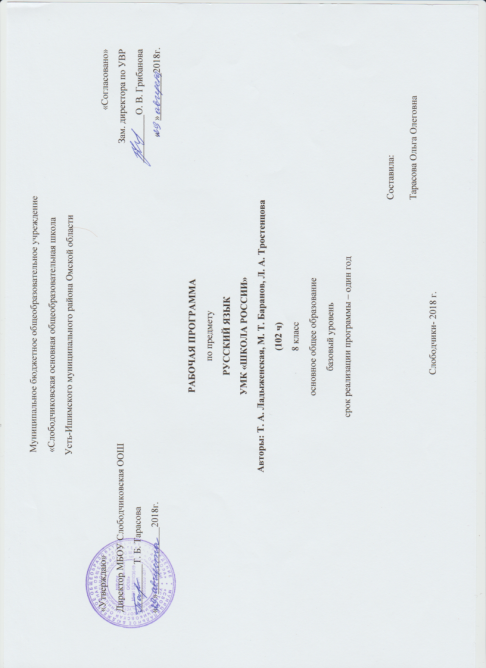 Муниципальное бюджетное общеобразовательное учреждение
«Слободчиковская основная общеобразовательная школа
Усть-Ишимского муниципального района Омской области
«Утверждаю»
Директор МБОУ Слободчиковская ООШ
Т. Б. Тарасова
2018г.
«Согласовано»
Зам. директора по УВР
О. В. Грибанова
августа 2018г.
РАБОЧАЯ ПРОГРАММА
по предмету
РУССКИЙ ЯЗЫК
УМК «ШКОЛА РОССИИ»
Авторы: Т. А. Ладыженская, М. Т. Баранов, Л. А. Тростенцова
(102 ч)
8 класс
основное общее образование
базовый уровень
срок реализации программы – один год
Составила:
Тарасова Ольга Олеговна
Слободчики- 2018 г.